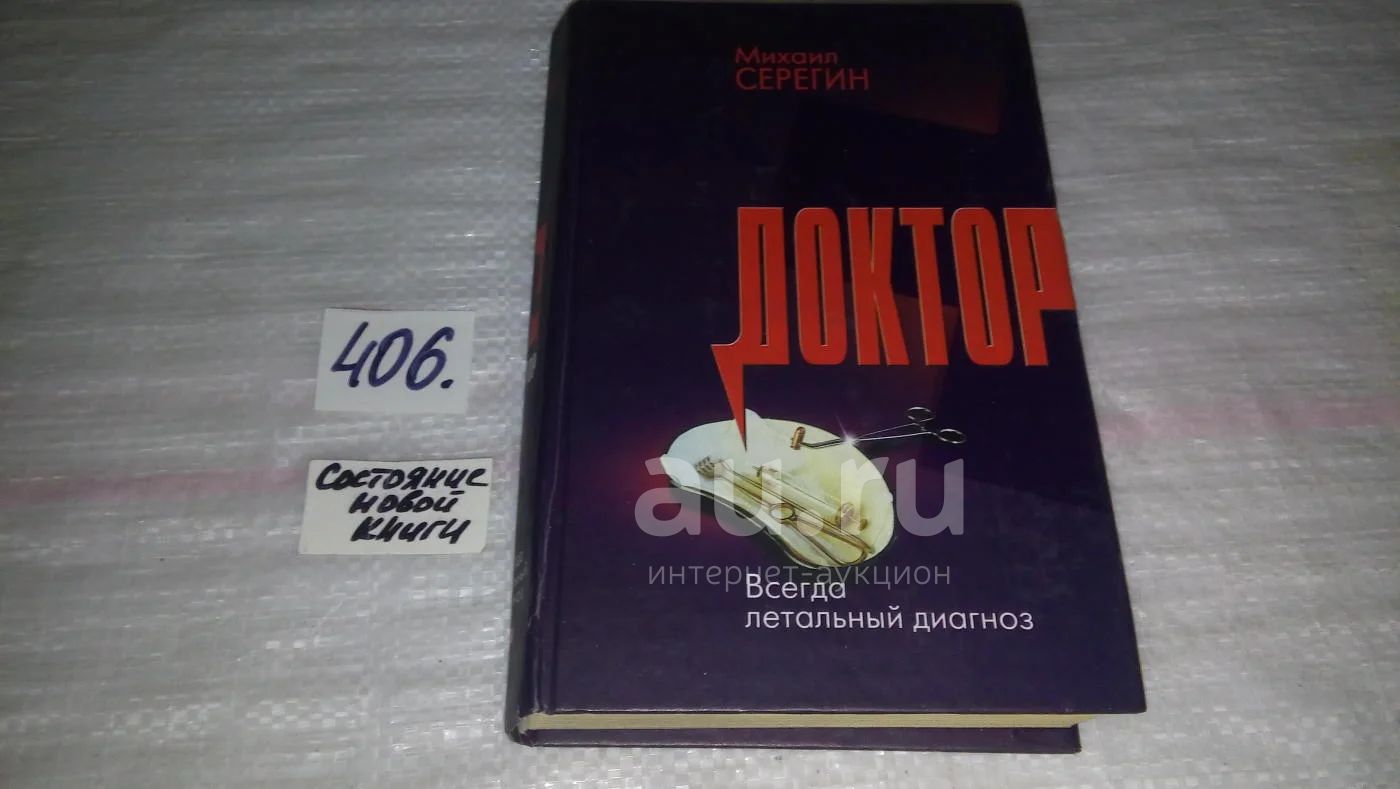 Михаил
СЕРЕГИН
ДОКТОР
406.
Состояние
новой
книги
au.ru
интернет-аукцион
Всегда
летальный диагноз